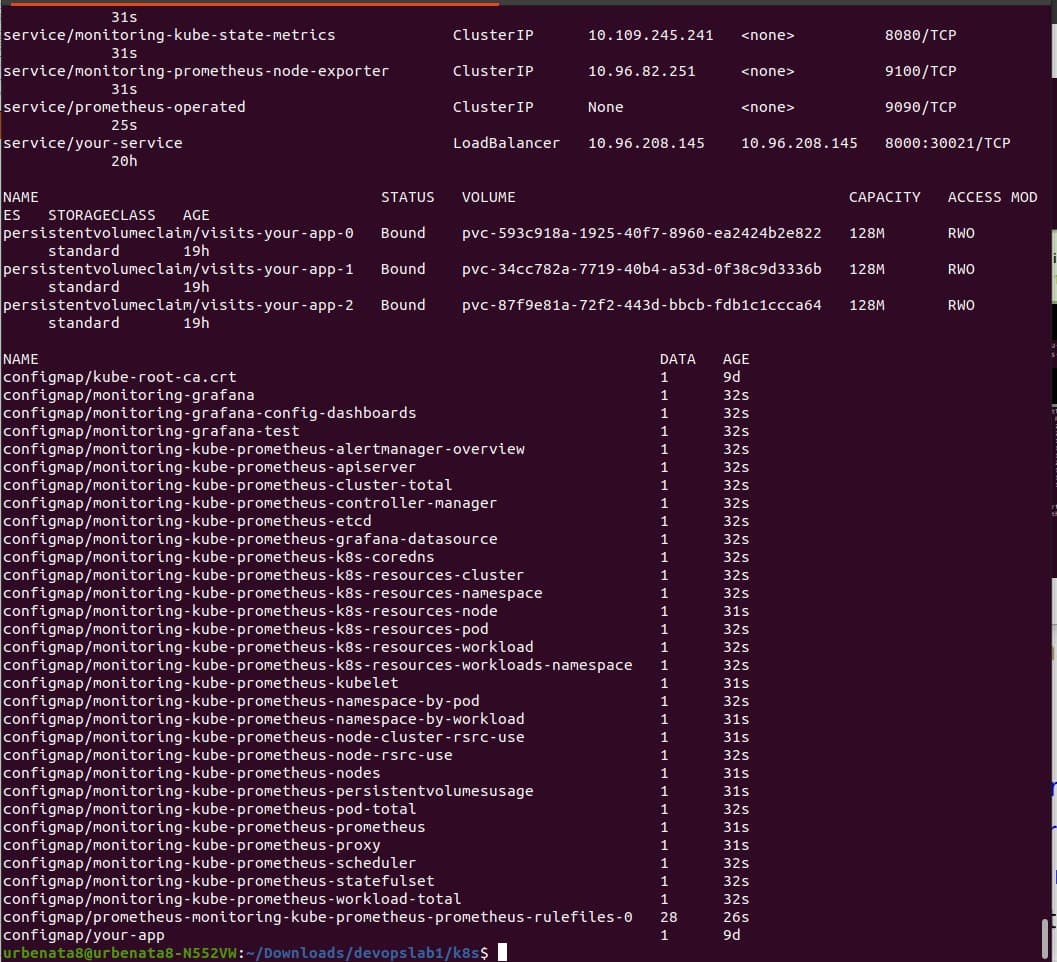 31s
service/monitoring-kube-state-metrics ClusterIP 10.109.245.241 <none> 8080/TCP
31s
service/monitoring-prometheus-node-exporter ClusterIP 10.96.82.251 <none> 9100/TCP
31s
service/prometheus-operated ClusterIP None <none> 9090/TCP
25s
service/your-service LoadBalancer 10.96.208.145 10.96.208.145 8000:30021/TCP
20h
NAME STATUS VOLUME CAPACITY ACCESS MOD
ES STORAGECLASS AGE
persistentvolumeclaim/visits-your-app-0 Bound pvc-593c918a-1925-40f7-8960-ea2424b2e822 128M RWO
standard 19h
persistentvolumeclaim/visits-your-app-1 Bound pvc-34cc782a-7719-40b4-a53d-0f38c9d3336b 128M RWO
standard 19h
persistentvolumeclaim/visits-your-app-2 Bound pvc-87f9e81a-72f2-443d-bbcb-fdb1c1ccca64 128M RWO
standard 19h
NAME DATA AGE
configmap/kube-root-ca.crt 1 9d
configmap/monitoring-grafana 1 32s
configmap/monitoring-grafana-config-dashboards 1 32s
configmap/monitoring-grafana-test 1 32s
configmap/monitoring-kube-prometheus-alertmanager-overview 1 32s
configmap/monitoring-kube-prometheus-apiserver 1 32s
configmap/monitoring-kube-prometheus-cluster-total 1 32s
configmap/monitoring-kube-prometheus-controller-manager 1 32s
configmap/monitoring-kube-prometheus-etcd 1 32s
configmap/monitoring-kube-prometheus-grafana-datasource 1 32s
configmap/monitoring-kube-prometheus-k8s-coredns 1 32s
configmap/monitoring-kube-prometheus-k8s-resources-cluster 1 32s
configmap/monitoring-kube-prometheus-k8s-resources-namespace 1 32s
configmap/monitoring-kube-prometheus-k8s-resources-node 1 31s
configmap/monitoring-kube-prometheus-k8s-resources-pod 1 32s
configmap/monitoring-kube-prometheus-k8s-resources-workload 1 32s
configmap/monitoring-kube-prometheus-k8s-resources-workloads-namespace 1 32s
configmap/monitoring-kube-prometheus-kubelet 1 31s
configmap/monitoring-kube-prometheus-namespace-by-pod 1 32s
configmap/monitoring-kube-prometheus-namespace-by-workload 1 31s
configmap/monitoring-kube-prometheus-node-cluster-rsrc-use 1 31s
configmap/monitoring-kube-prometheus-node-rsrc-use 1 32s
configmap/monitoring-kube-prometheus-nodes 1 31s
configmap/monitoring-kube-prometheus-persistentvolumesusage 1 31s
configmap/monitoring-kube-prometheus-pod-total 1 32s
configmap/monitoring-kube-prometheus-prometheus 1 31s
configmap/monitoring-kube-prometheus-proxy 1 31s
configmap/monitoring-kube-prometheus-scheduler 1 32s
configmap/monitoring-kube-prometheus-statefulset 1 32s
configmap/monitoring-kube-prometheus-workload-total 1 32s
configmap/prometheus-monitoring-kube-prometheus-prometheus-rulefiles-0 28 26s
configmap/your-app 1 9d
urbenata8@urbenata8-N552VW:~/Downloads/devopslab1/k8s$